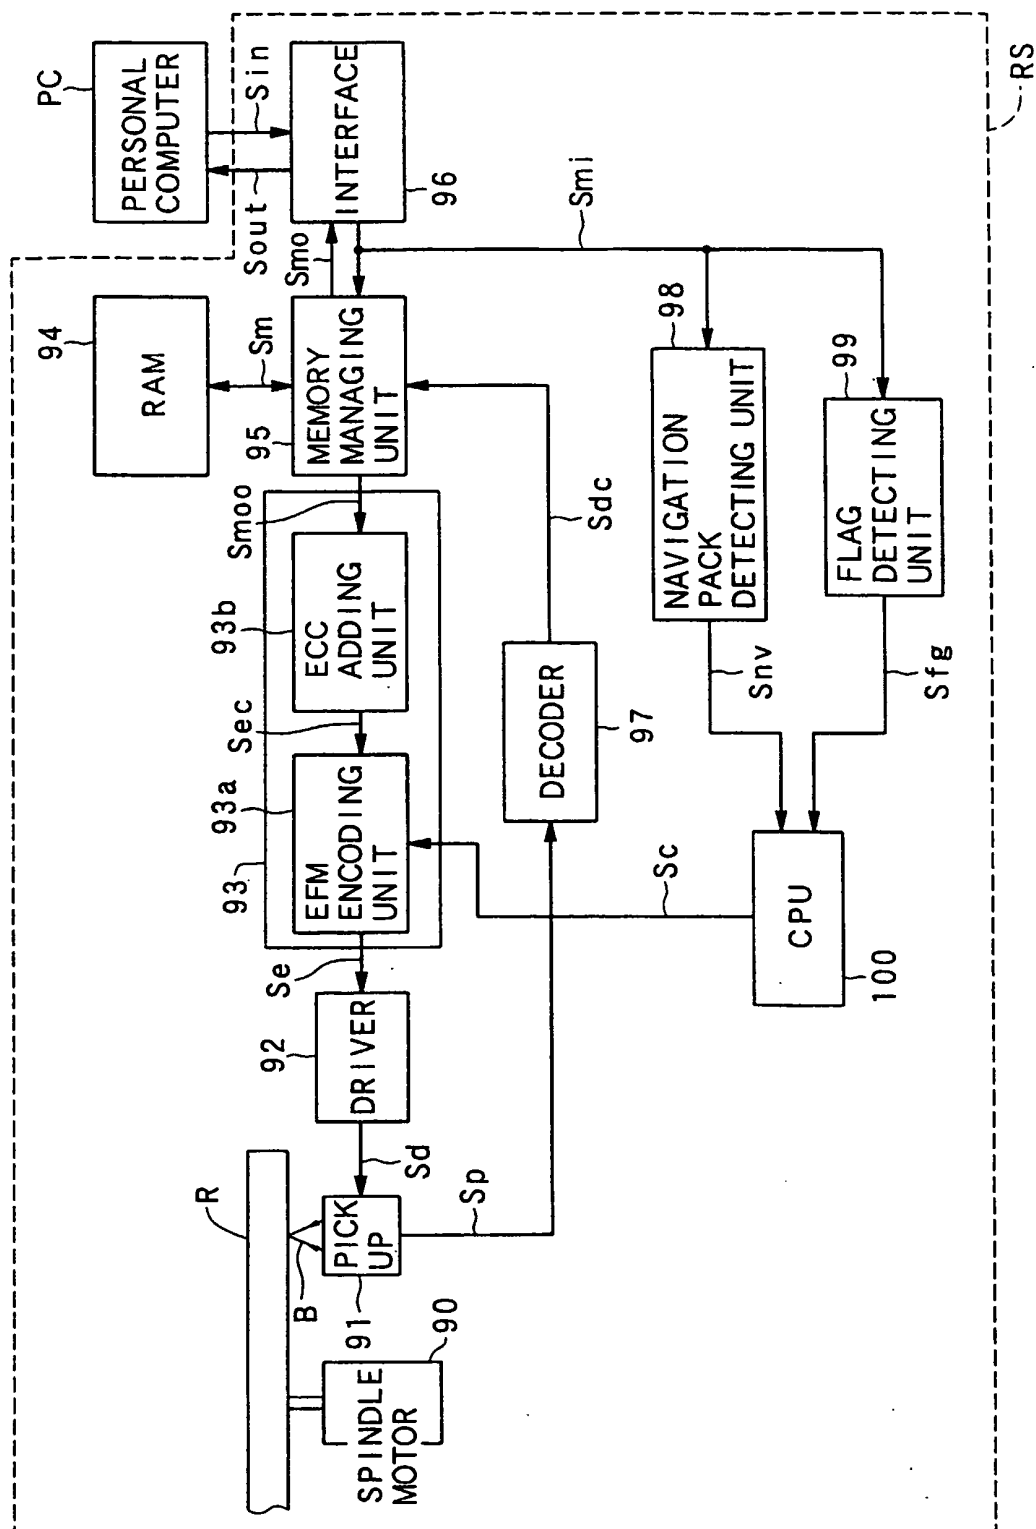 PC
PERSONAL
COMPUTER
Sin
Sout
RS
INTERFACE
96
Smo
Smi
94
RAM
Sm
95
MEMORY
MANAGING
UNIT
98
NAVIGATION
PACK
DETECTING UNIT
99
FLAG
DETECTING
UNIT
Smoo
Sdc
93b
ECC
ADDING
UNIT
Sec
DECODER
97
Snv
Sfg
93
93a
EFM
ENCODING
UNIT
Sc
CPU
100
Se
92
DRIVER
Sd
R
B
PICK
UP
91
Sp
90
SPINDLE
MOTOR